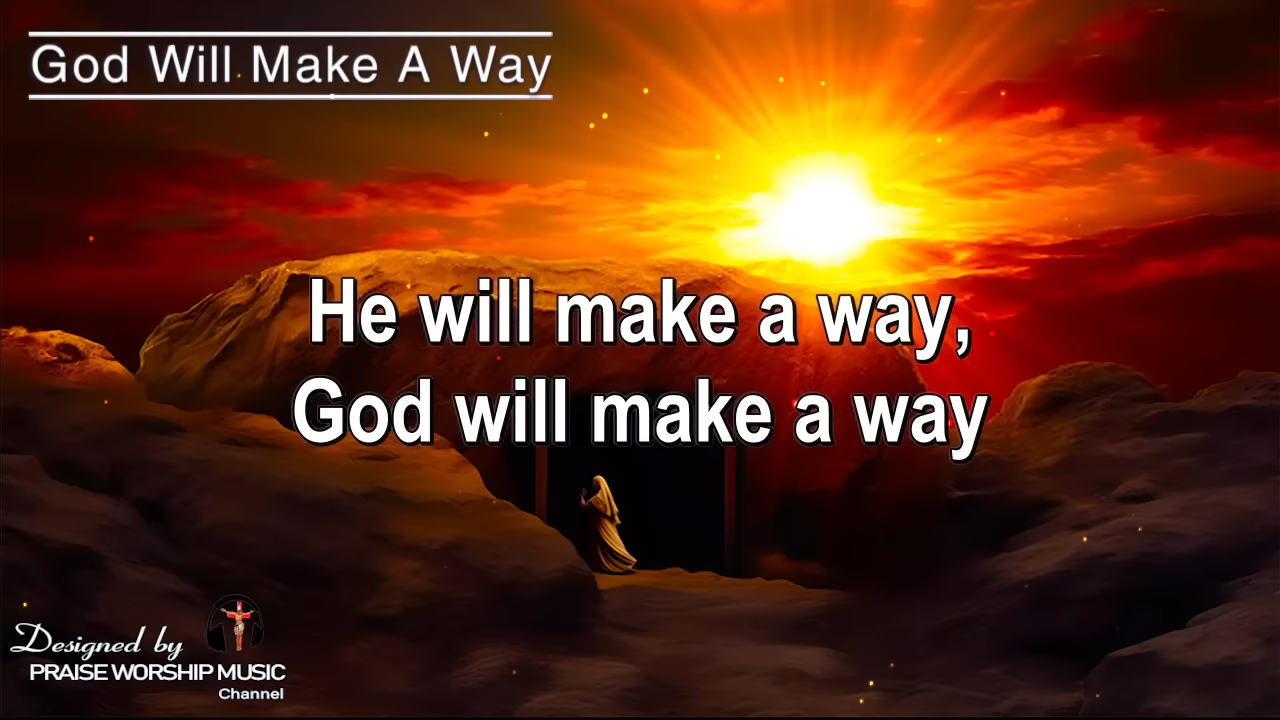 God Will Make A Way
He will make a way,
God will make a way
Designed by
PRAISE WORSHIP MUSIC
Channel